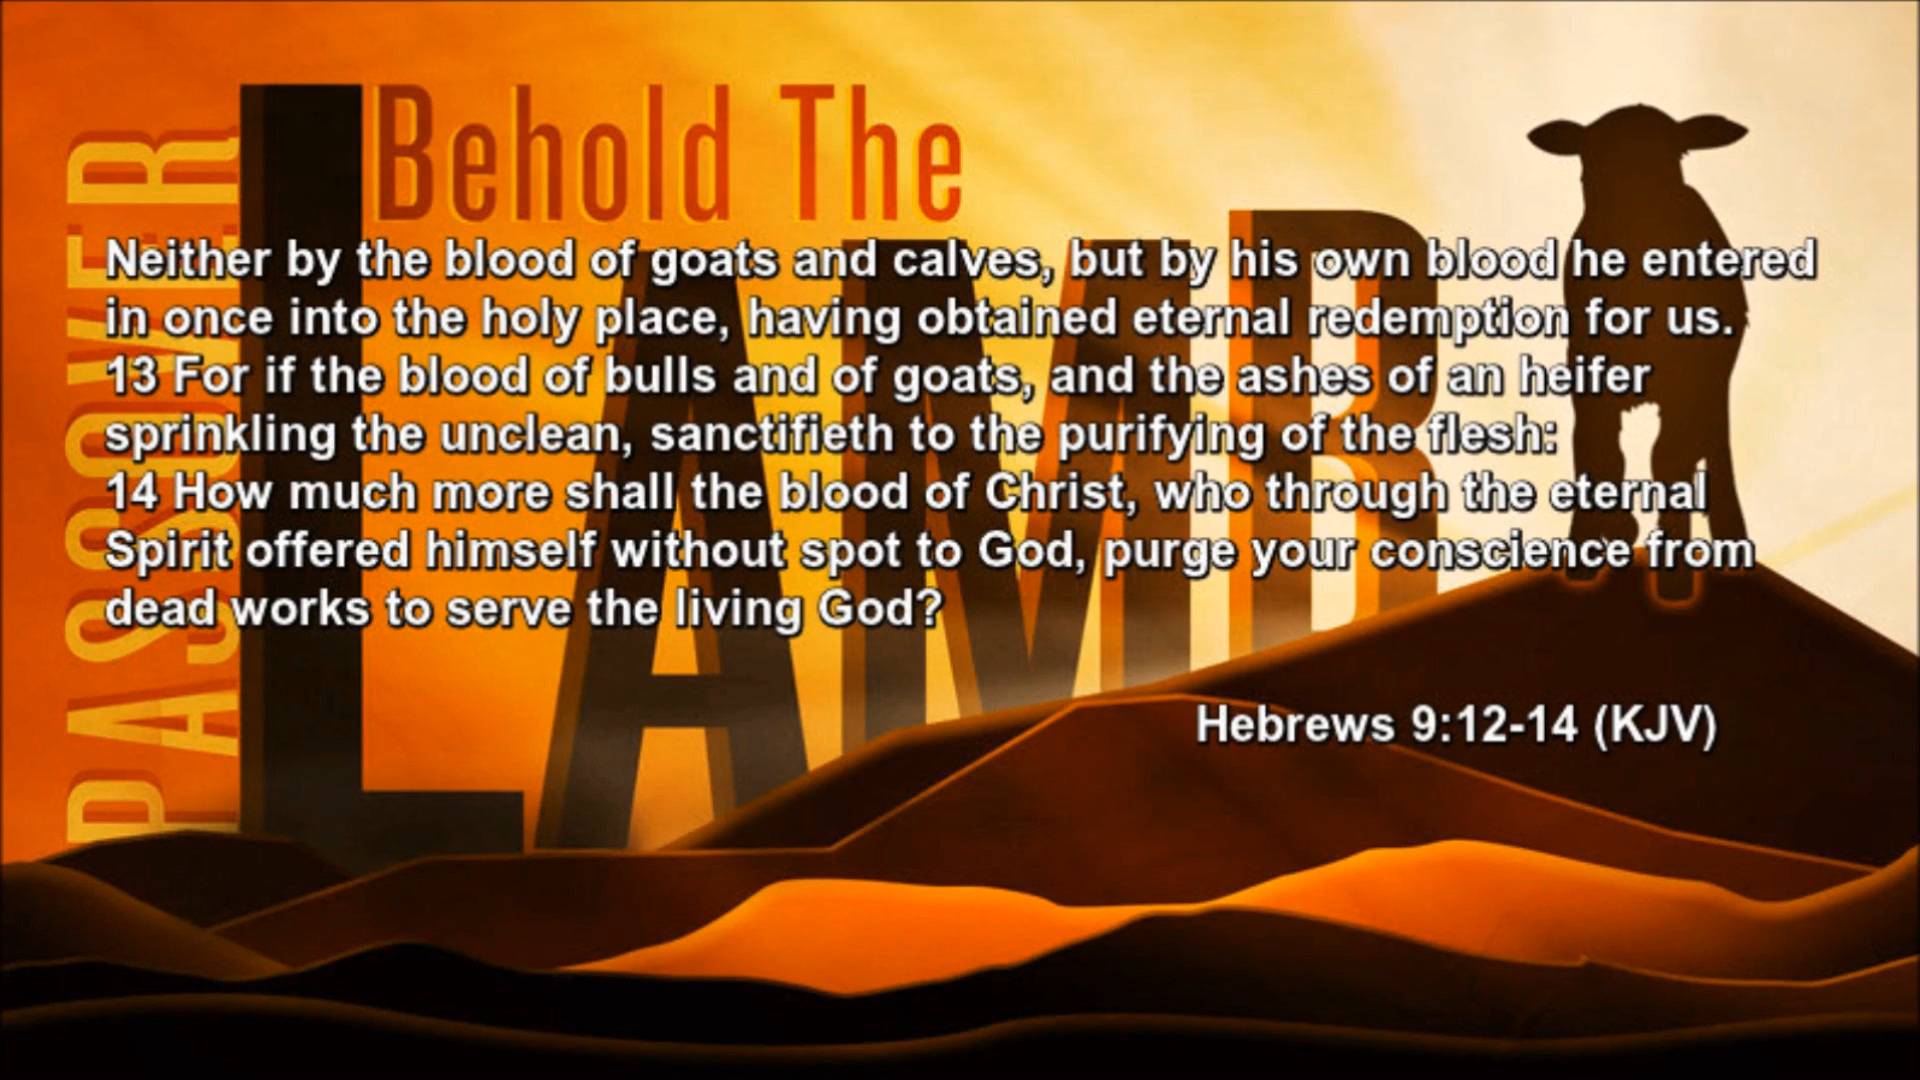 PASSOVER
Behold The
LAMB
Neither by the blood of goats and calves, but by his own blood he entered
in once into the holy place, having obtained eternal redemption for us.
13 For if the blood of bulls and of goats, and the ashes of an heifer
sprinkling the unclean, sanctifieth to the purifying of the flesh:
14 How much more shall the blood of Christ, who through the eternal
Spirit offered himself without spot to God, purge your conscience from
dead works to serve the living God?
Hebrews 9:12-14 (KJV)